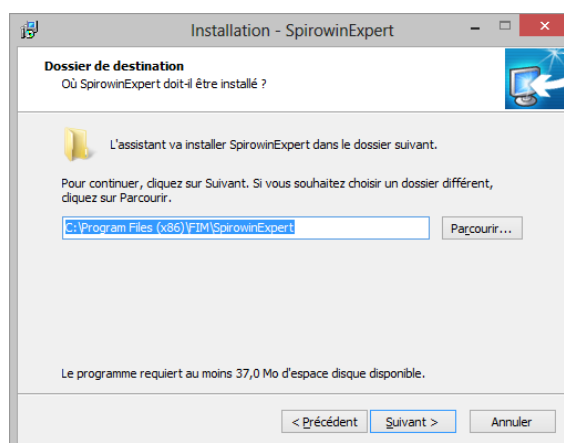 Installation - SpirowinExpert
Dossier de destination
Où SpirowinExpert doit-il être installé ?
L'assistant va installer SpirowinExpert dans le dossier suivant.
Pour continuer, cliquez sur Suivant. Si vous souhaitez choisir un dossier différent,
cliquez sur Parcourir.
C:\Program Files (x86)\FIM\SpirowinExpert
Parcourir...
Le programme requiert au moins 37,0 Mo d'espace disque disponible.
< Précédent
Suivant >
Annuler